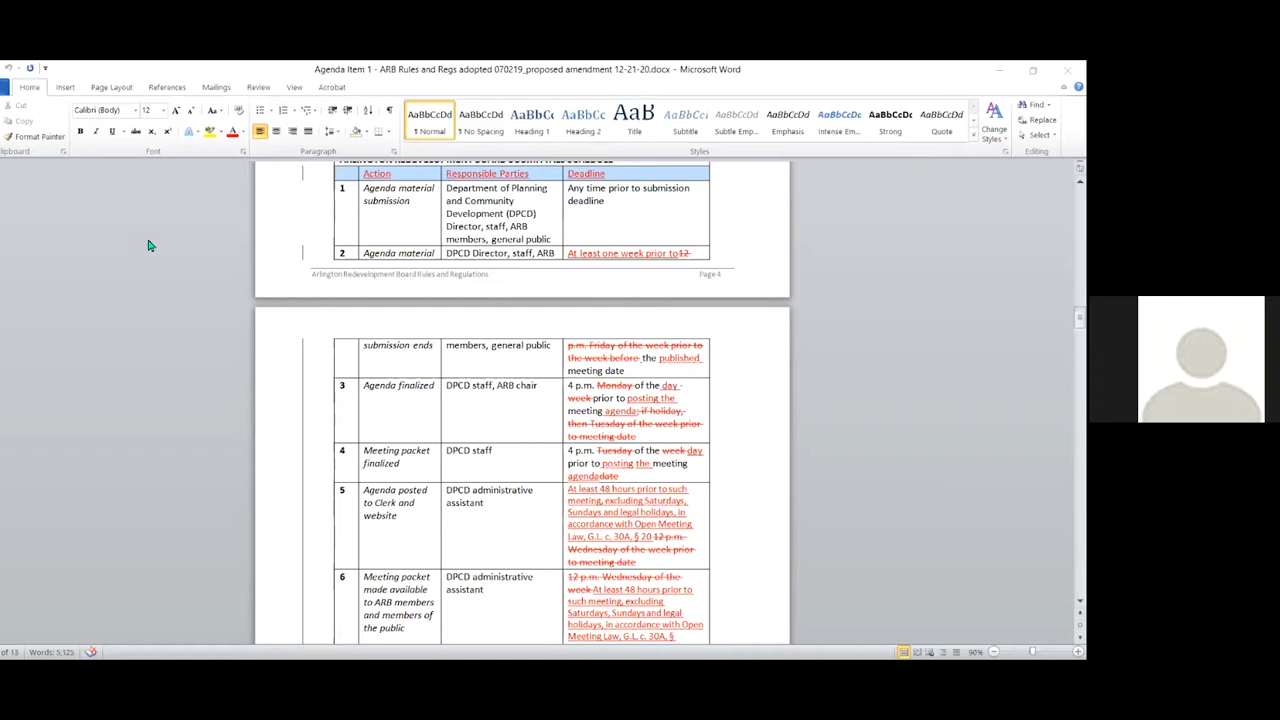 Agenda Item 1 - ARB Rules and Regs adopted 070219_proposed amendment 12-21-20.docx - Microsoft Word
Home Insert Page Layout References Mailings Review View Acrobat
Cut
Copy
Format Painter
lipboard
Calibri (Body) 12
Font
Paragraph
AaBbCcDd AaBbCcDd AaBbC AaBbCc AaB AaBbCc AaBbCcDd AaBbCcDd AaBbCcDd AaBbCcDd AaBbCcDd
¶ Normal ¶ No Spacing Heading 1 Heading 2 Title Subtitle Subtle Emp... Emphasis Intense Em... Strong Quote
Styles
Change
Styles
Find
Replace
Select
Editing
Action Responsible Parties Deadline
1 Agenda material Department of Planning Any time prior to submission
submission and Community deadline
Development (DPCD)
Director, staff, ARB
members, general public
2 Agenda material DPCD Director, staff, ARB At least one week prior to12
Arlington Redevelopment Board Rules and Regulations Page 4
submission ends members, general public p.m. Friday of the week prior to
the week before the published
meeting date
3 Agenda finalized DPCD staff, ARB chair 4 p.m. Monday of the day
week prior to posting the
meeting agenda; if holiday,
then Tuesday of the week prior
to meeting date
4 Meeting packet DPCD staff 4 p.m. Tuesday of the week day
finalized prior to posting the meeting
agendadate
5 Agenda posted DPCD administrative At least 48 hours prior to such
to Clerk and assistant meeting, excluding Saturdays,
website Sundays and legal holidays, in
accordance with Open Meeting
Law, G.L. c. 30A, § 20 12 p.m.
Wednesday of the week prior
to meeting date
6 Meeting packet DPCD administrative 12 p.m. Wednesday of the
made available assistant week At least 48 hours prior to
to ARB members such meeting, excluding
and members of Saturdays, Sundays and legal
the public holidays, in accordance with Open
Meeting Law, G.L. c. 30A, §
of 13 Words: 5,125 90%